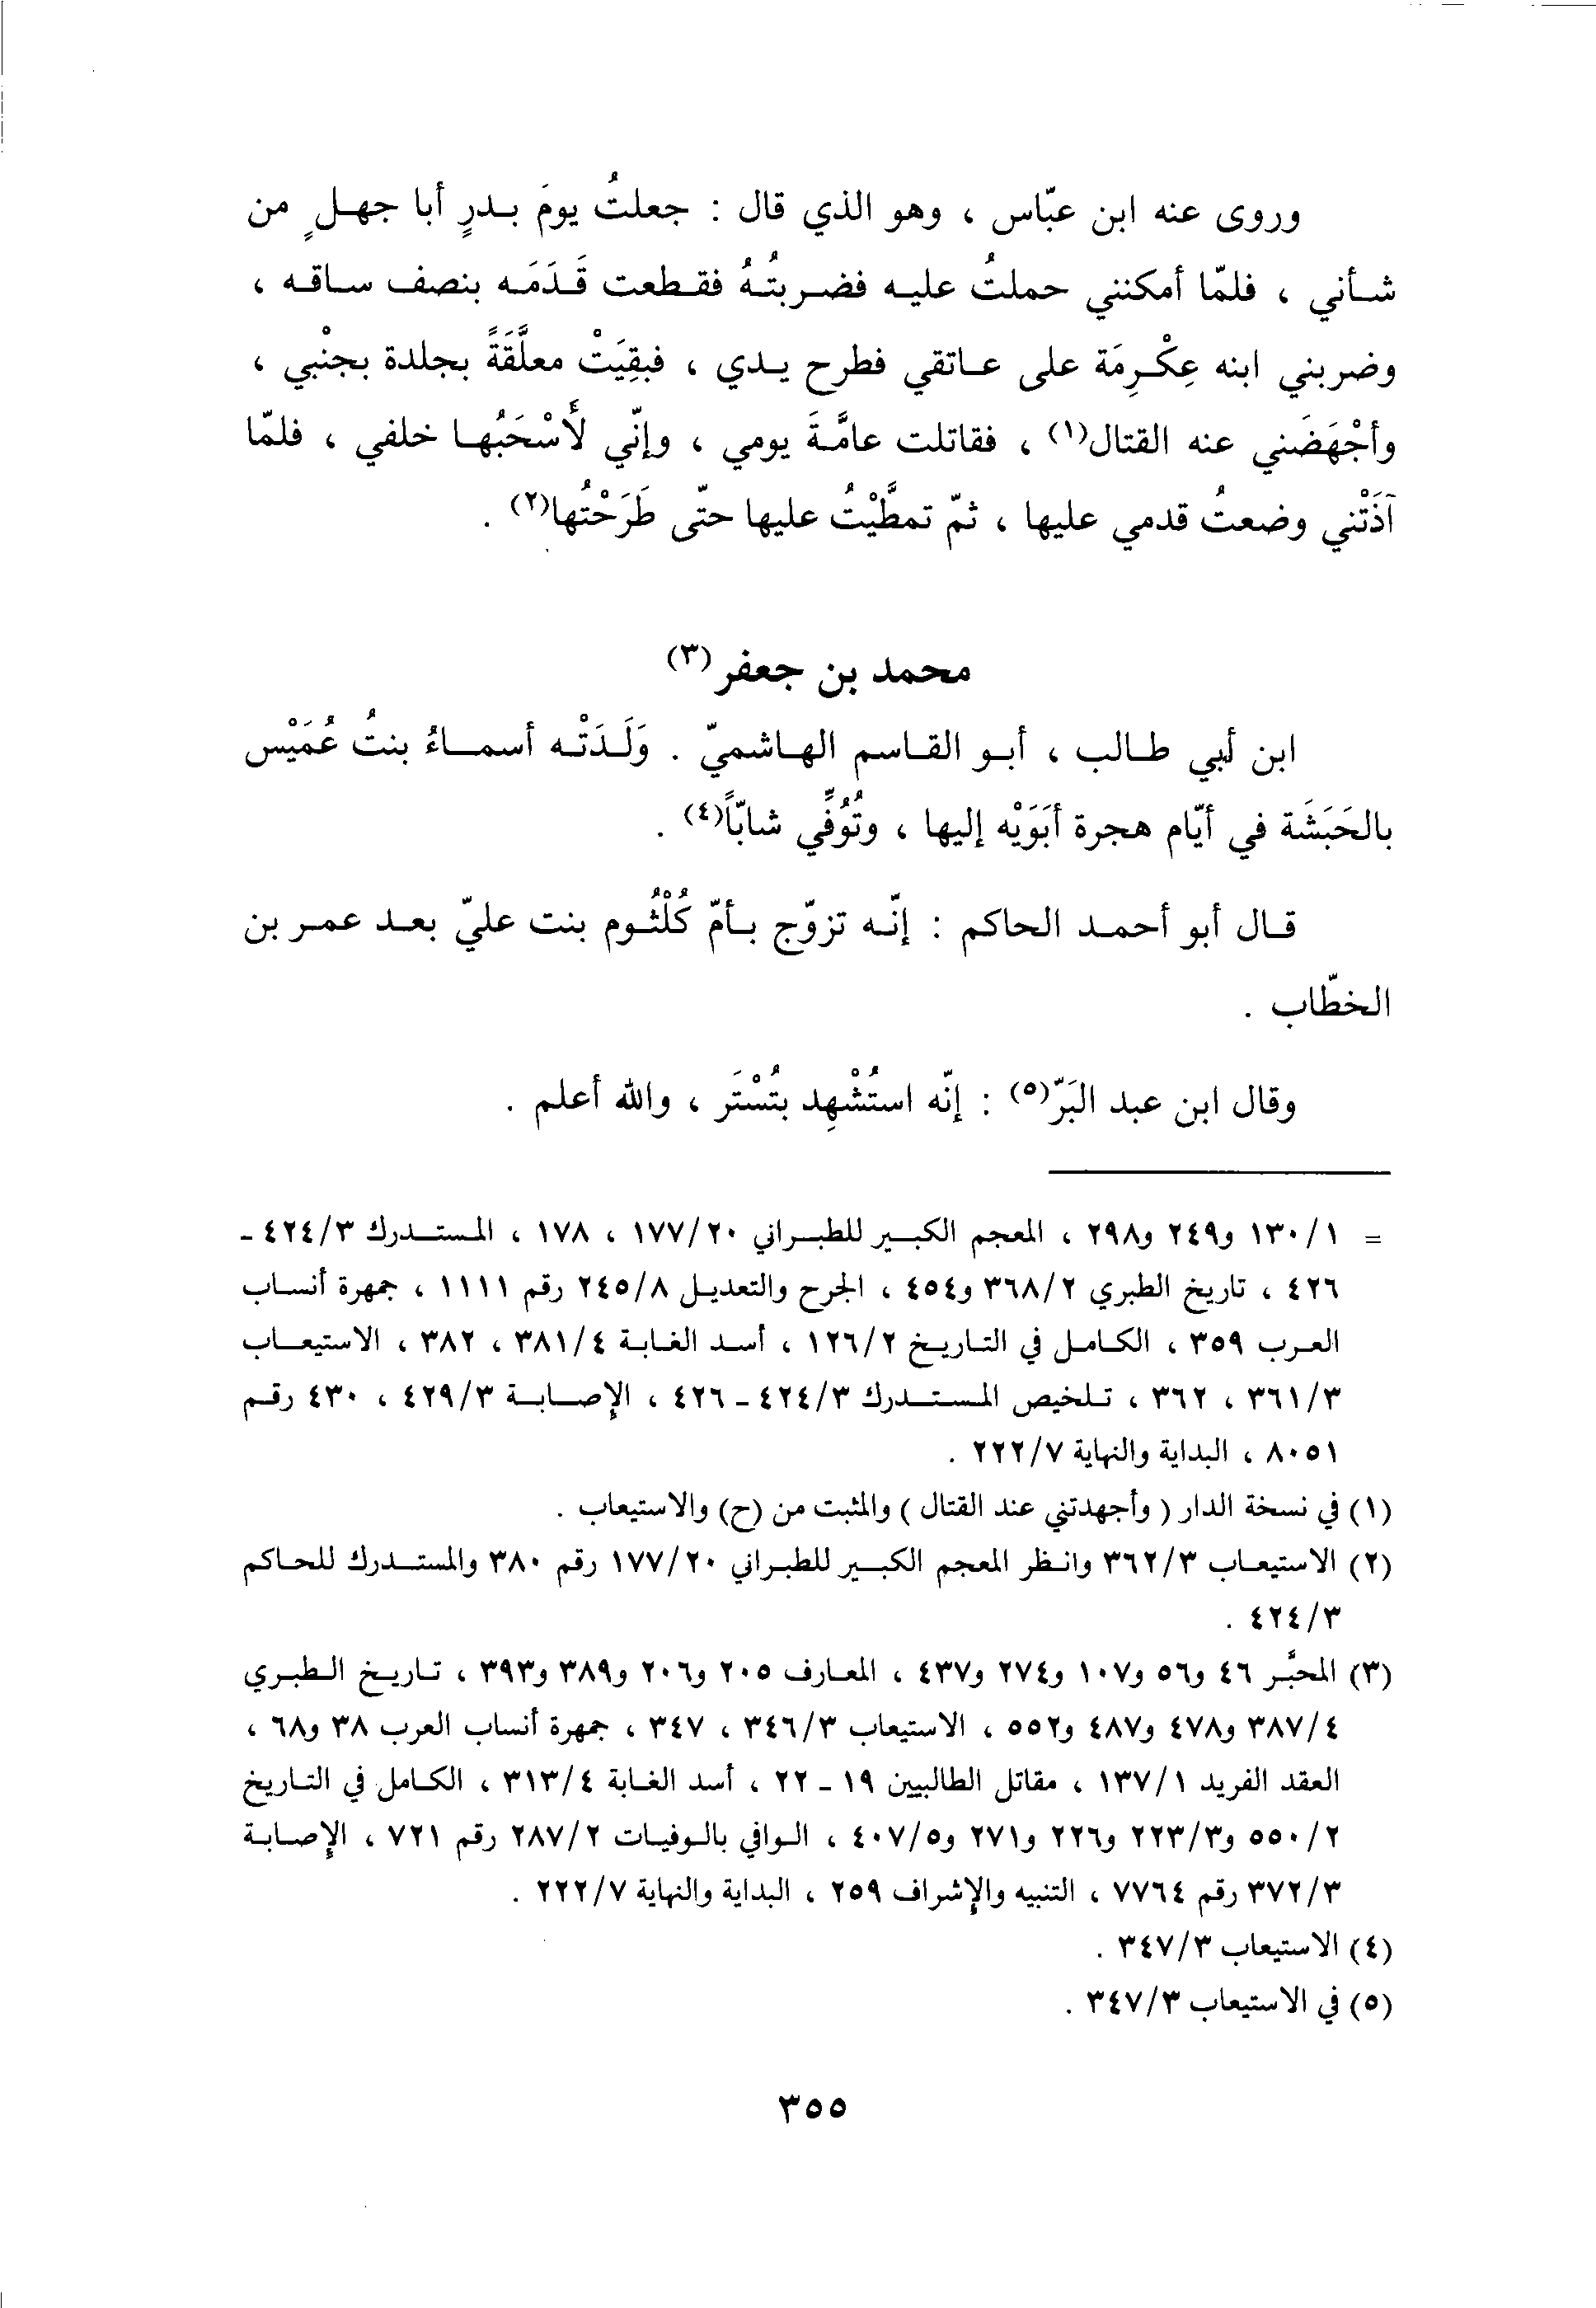 وروى عنه ابن عبّاس ، وهو الذي قال : جعلتُ يومَ بـدرٍ أبا جهـلٍ من
شـأني ، فلمّا أمكنني حملتُ عليـه فضـربتُـهُ فقـطعت قَـدَمَـه بنصف سـاقـه ،
وضربني ابنه عِكْـرِمَة على عـاتقي فطرح يـدي ، فبقِيَتْ معلَّقَةً بجلدة بجنْبي ،
وأجْهَضَني عنه القتال(١) ، فقاتلت عامَّـةَ يومي ، وإنّي لأَسْحَبُهـا خلفي ، فلمّا
آذَتْني وضعتُ قدمي عليها ، ثمّ تمطَّيْتُ عليها حتّى طَرَحْتُها(٢) .
محمد بن جعفر(٣)
ابن أبي طـالب ، أبـو القـاسم الهـاشميّ . وَلَـدَتْـه أسمـاءُ بنتُ عُمَيْس
بالحَبَشَة في أيّام هجرة أبَوَيْه إليها ، وتُوُفّي شابّاً(٤) .
قـال أبو أحمـد الحاكم : إنّـه تزوّج بـأمّ كُلْثُـوم بنت عليّ بعـد عمـر بن
الخطّاب .
وقال ابن عبد البَرّ(٥) : إنّه استُشْهِد بتُسْتَر ، والله أعلم .
= ١/ ١٣٠ و٢٤٩ و٢٩٨ ، المعجم الكبـير للطبـراني ٢٠/ ١٧٧ ، ١٧٨ ، المستـدرك ٣/ ٤٢٤ ـ
٤٢٦ ، تاريخ الطبري ٢/ ٣٦٨ و٤٥٤ ، الجرح والتعديـل ٨/ ٢٤٥ رقم ١١١١ ، جمهرة أنسـاب
العـرب ٣٥٩ ، الكـامـل في التـاريـخ ٢/ ١٢٦ ، أسـد الغـابـة ٤/ ٣٨١ ، ٣٨٢ ، الاستيعـاب
٣/ ٣٦١ ، ٣٦٢ ، تـلخيص المستـدرك ٣/ ٤٢٤ ـ ٤٢٦ ، الإصـابـة ٣/ ٤٢٩ ، ٤٣٠ رقـم
٨٠٥١ ، البداية والنهاية ٧/ ٢٢٢ .
(١) في نسخة الدار ( وأجهدتني عند القتال ) والمثبت من (ح) والاستيعاب .
(٢) الاستيعـاب ٣/ ٣٦٢ وانـظر المعجم الكبـير للطبـراني ٢٠/ ١٧٧ رقم ٣٨٠ والمستـدرك للحـاكم
٣/ ٤٢٤ .
(٣) المحبَّـر ٤٦ و٥٦ و١٠٧ و٢٧٤ و٤٣٧ ، المعـارف ٢٠٥ و٢٠٦ و٣٨٩ و٣٩٣ ، تـاريـخ الـطبـري
٤/ ٣٨٧ و٤٧٨ و٤٨٧ و٥٥٢ ، الاستيعاب ٣/ ٣٤٦ ، ٣٤٧ ، جمهرة أنساب العرب ٣٨ و٦٨ ،
العقد الفريد ١/ ١٣٧ ، مقاتل الطالبيين ١٩ ـ ٢٢ ، أسد الغـابة ٤/ ٣١٣ ، الكـامل في التـاريخ
٢/ ٥٥٠ و٣/ ٢٢٣ و٢٢٦ و٢٧١ و٥/ ٤٠٧ ، الـوافي بالـوفيـات ٢/ ٢٨٧ رقم ٧٢١ ، الإصـابـة
٣/ ٣٧٢ رقم ٧٧٦٤ ، التنبيه والإشراف ٢٥٩ ، البداية والنهاية ٧/ ٢٢٢ .
(٤) الاستيعاب ٣/ ٣٤٧ .
(٥) في الاستيعاب ٣/ ٣٤٧ .
٣٥٥